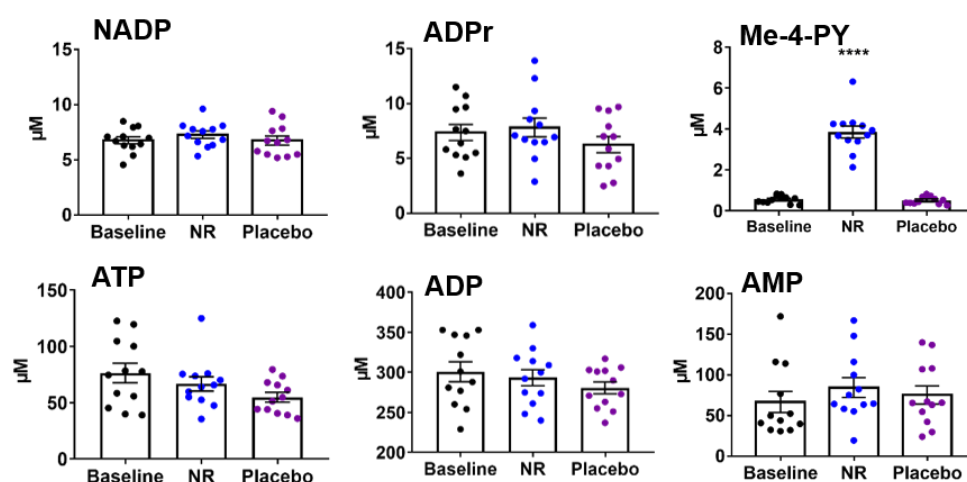 NADP
15
10
5
0
µM
Baseline NR Placebo
ADPr
15
10
5
0
µM
Baseline NR Placebo
Me-4-PY
****
8
6
4
2
0
µM
Baseline NR Placebo
ATP
150
100
50
0
µM
Baseline NR Placebo
ADP
400
350
300
250
200
µM
Baseline NR Placebo
AMP
200
150
100
50
0
µM
Baseline NR Placebo